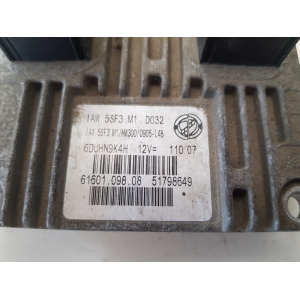 IAW 5SF3.M1 D032
IAW 5SF3.M1/HW300/0905-L48
6DUHN9K4H 12V= 110 07
61601.098.08 51798649